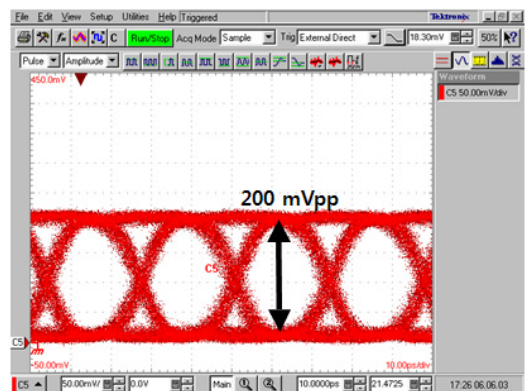 File Edit View Setup Utilities Help Triggered Tektronix
C Run/Stop Acq Mode Sample Trig External Direct 18.30mV 50%
Pulse Amplitude
450.0mV
Waveform
C5 50.00mV/div
200 mVpp
C5
C5
-50.00mV 10.00ps/div
C5 50.00mV/ 0.0V Main 10.0000ps 21.4725 17:26 06.06.03